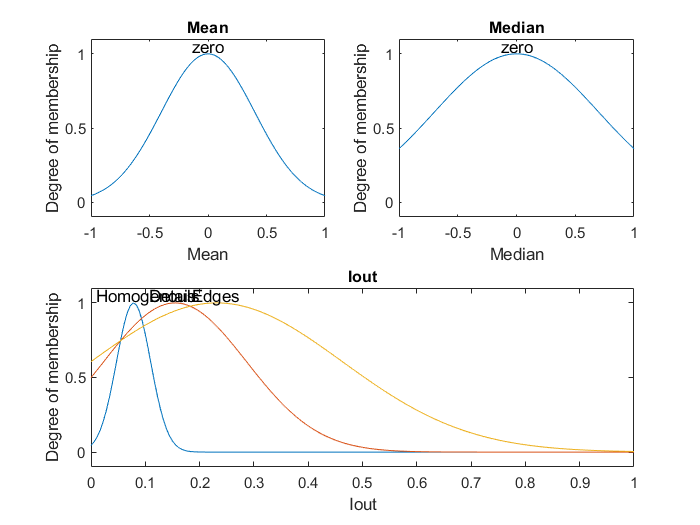 Mean
Median
zero
zero
Degree of membership
1
0.5
0
-1 -0.5 0 0.5 1
Mean
Degree of membership
1
0.5
0
-1 -0.5 0 0.5 1
Median
Iout
Edges
Degree of membership
1
0.5
0
0 0.1 0.2 0.3 0.4 0.5 0.6 0.7 0.8 0.9 1
Iout